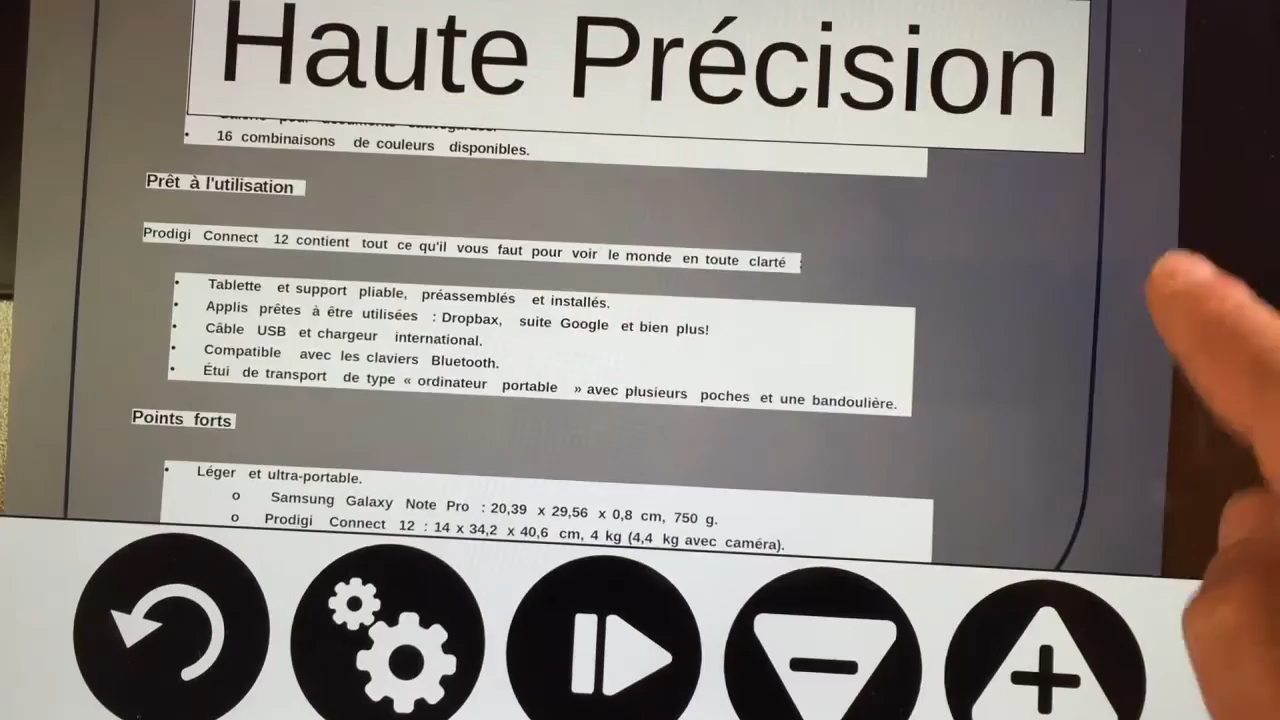 Haute Précision
• 16 combinaisons de couleurs disponibles.
Prêt à l'utilisation
Prodigi Connect 12 contient tout ce qu'il vous faut pour voir le monde en toute clarté :
• Tablette et support pliable, préassemblés et installés.
• Applis prêtes à être utilisées : Dropbax, suite Google et bien plus!
• Câble USB et chargeur international.
• Compatible avec les claviers Bluetooth.
• Étui de transport de type « ordinateur portable » avec plusieurs poches et une bandoulière.
Points forts
• Léger et ultra-portable.
o Samsung Galaxy Note Pro : 20,39 x 29,56 x 0,8 cm, 750 g.
o Prodigi Connect 12 : 14 x 34,2 x 40,6 cm, 4 kg (4,4 kg avec caméra).